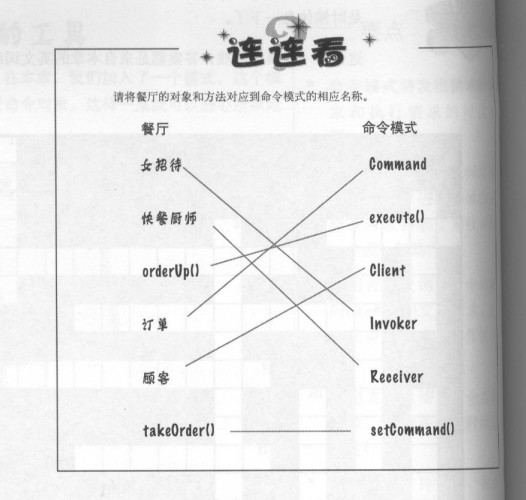 连连看
请将餐厅的对象和方法对应到命令模式的相应名称。
餐厅 命令模式
女招待 Command
快餐厨师 execute()
orderUp() Client
订单 Invoker
顾客 Receiver
takeOrder() setCommand()